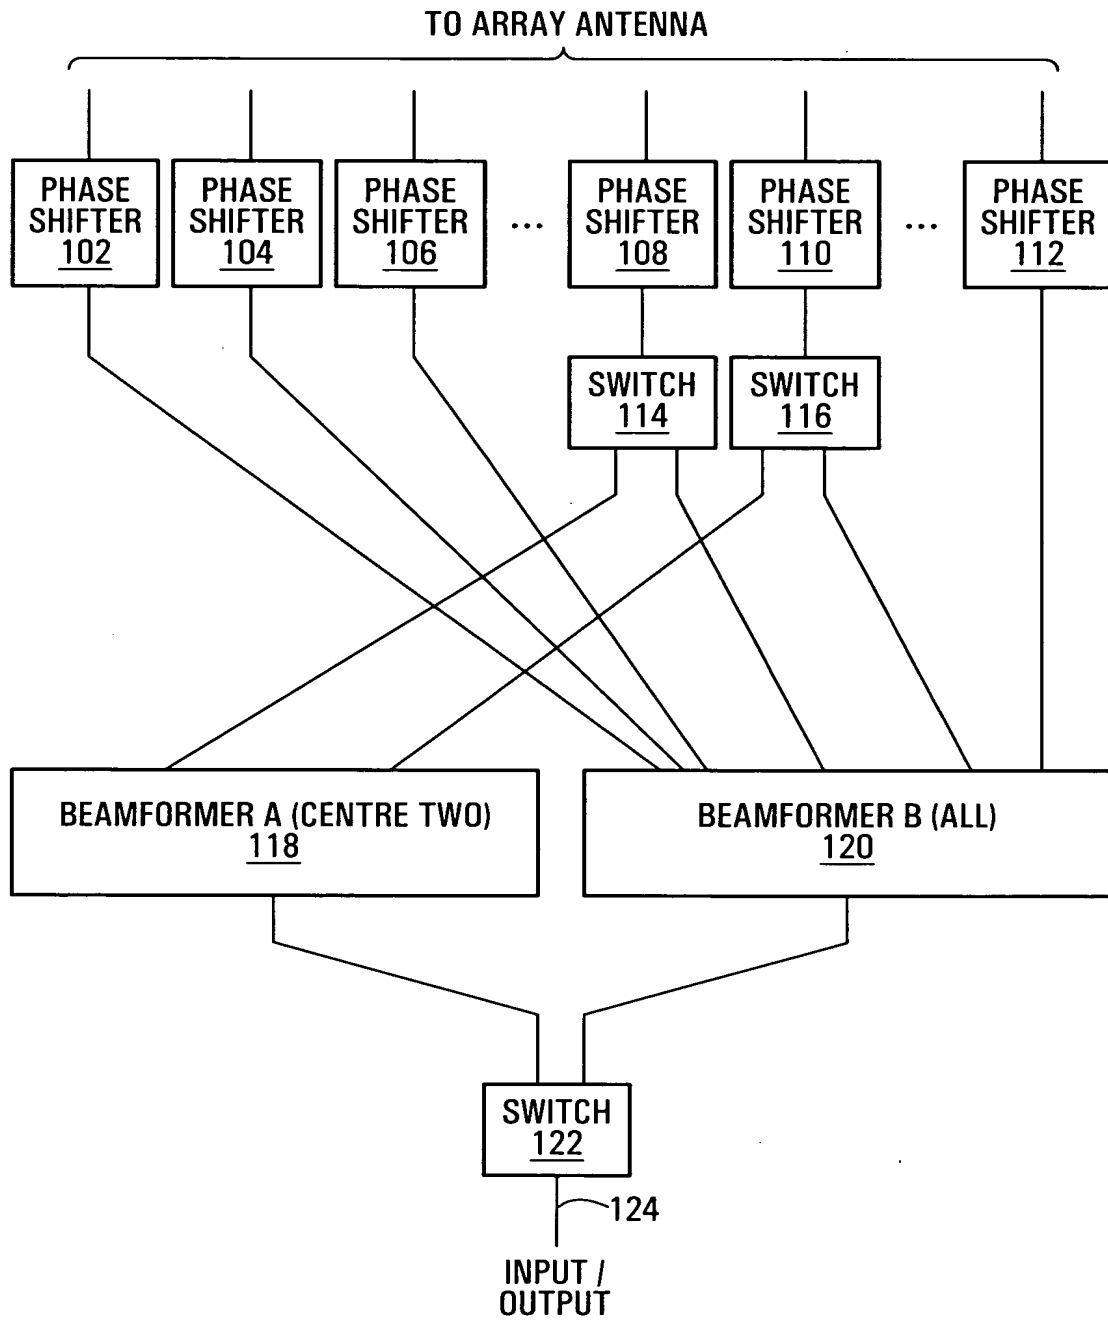 TO ARRAY ANTENNA
PHASE SHIFTER 102
PHASE SHIFTER 104
PHASE SHIFTER 106
...
PHASE SHIFTER 108
PHASE SHIFTER 110
...
PHASE SHIFTER 112
SWITCH 114
SWITCH 116
BEAMFORMER A (CENTRE TWO)
118
BEAMFORMER B (ALL)
120
SWITCH
122
124
INPUT /
OUTPUT